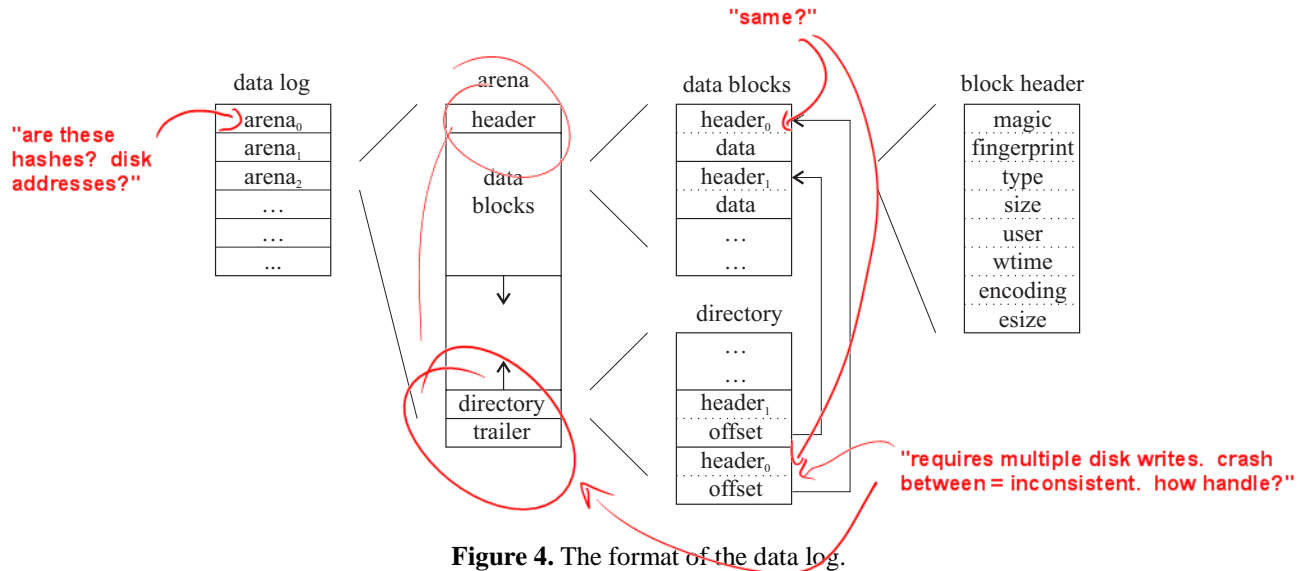 "same?"
data log
arena
data blocks
block header
"are these
hashes? disk
addresses?"
arena₀
arena₁
arena₂
…
…
...
header
data
blocks
directory
trailer
header₀
data
header₁
data
…
…
directory
…
…
header₁
offset
header₀
offset
magic
fingerprint
type
size
user
wtime
encoding
esize
"requires multiple disk writes. crash
between = inconsistent. how handle?"
Figure 4. The format of the data log.